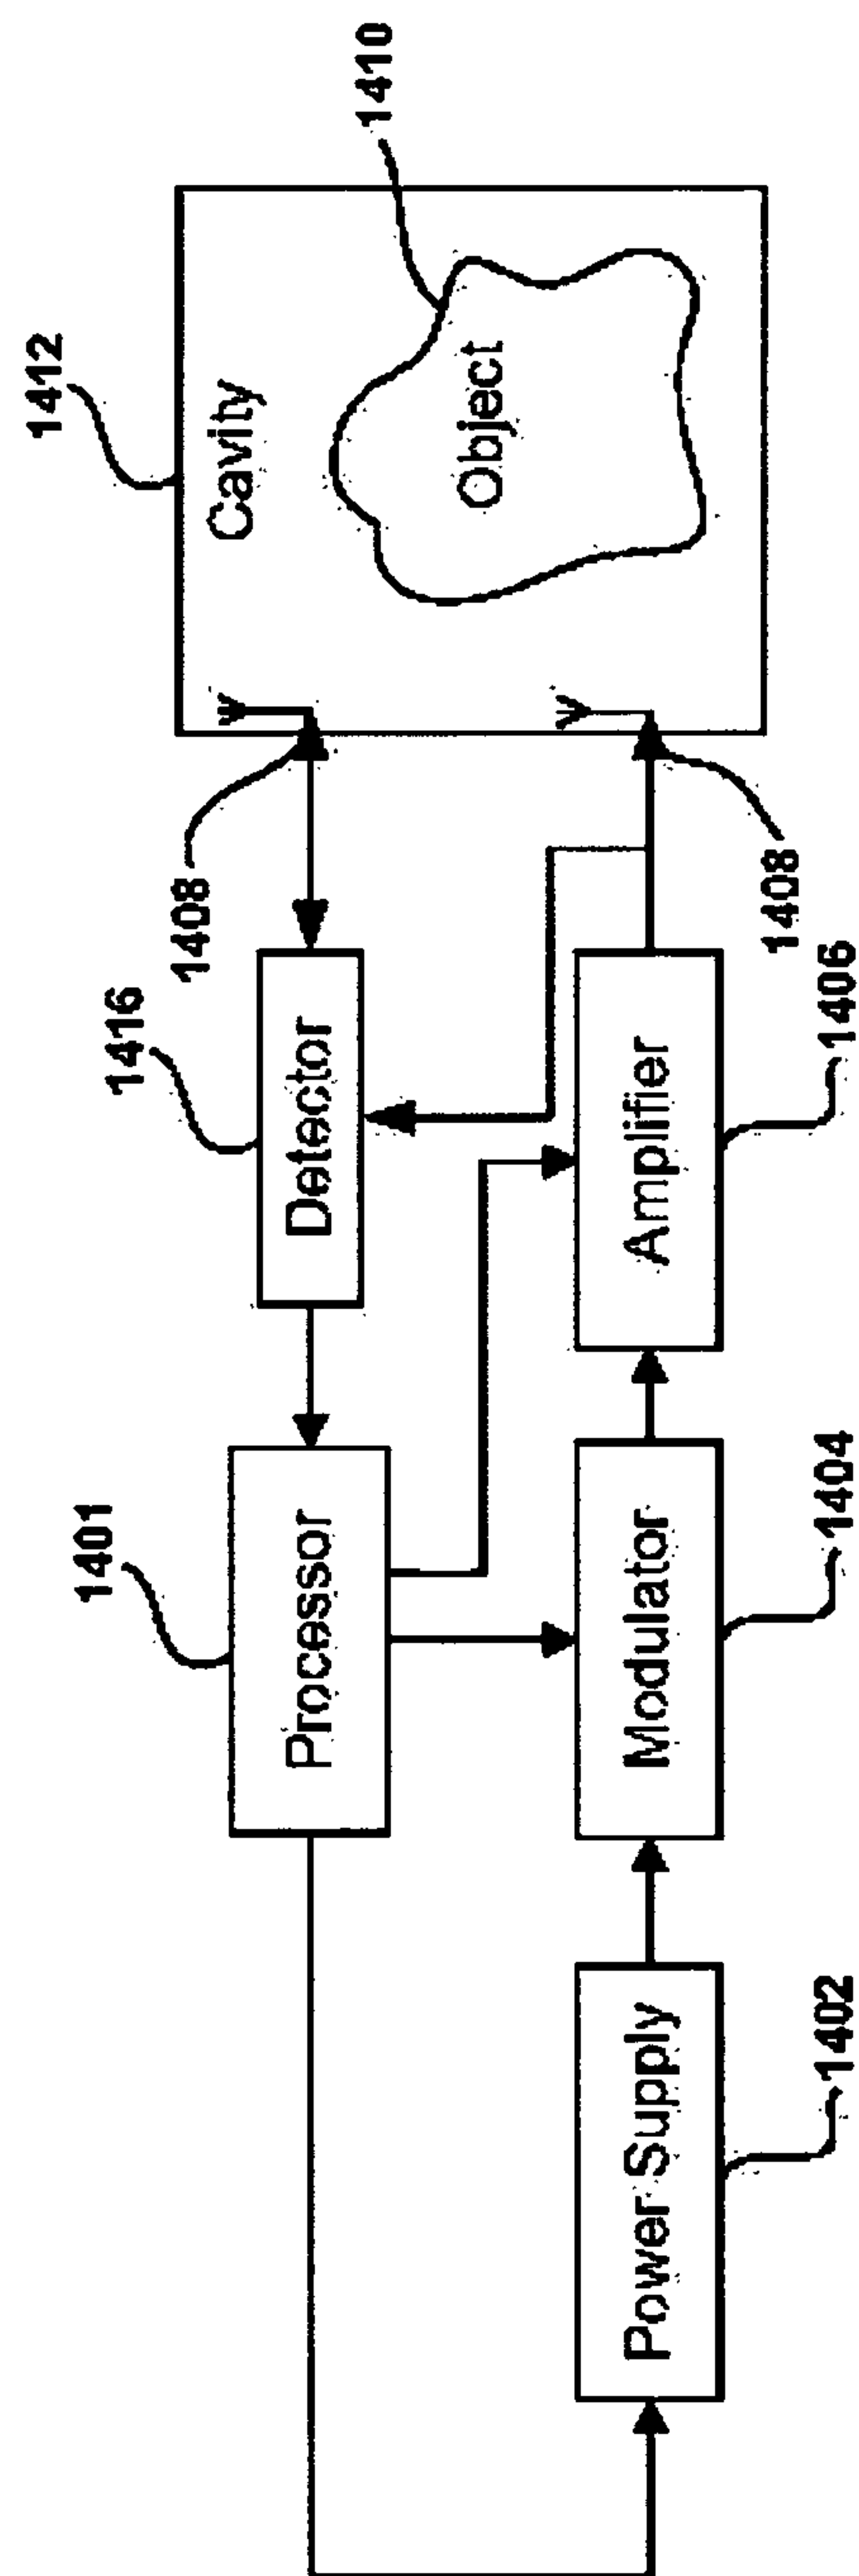 1412
1410
Cavity
Object
1408
1408
1416
Detector
Amplifier
1406
1401
Processor
Modulator
1404
Power Supply
1402